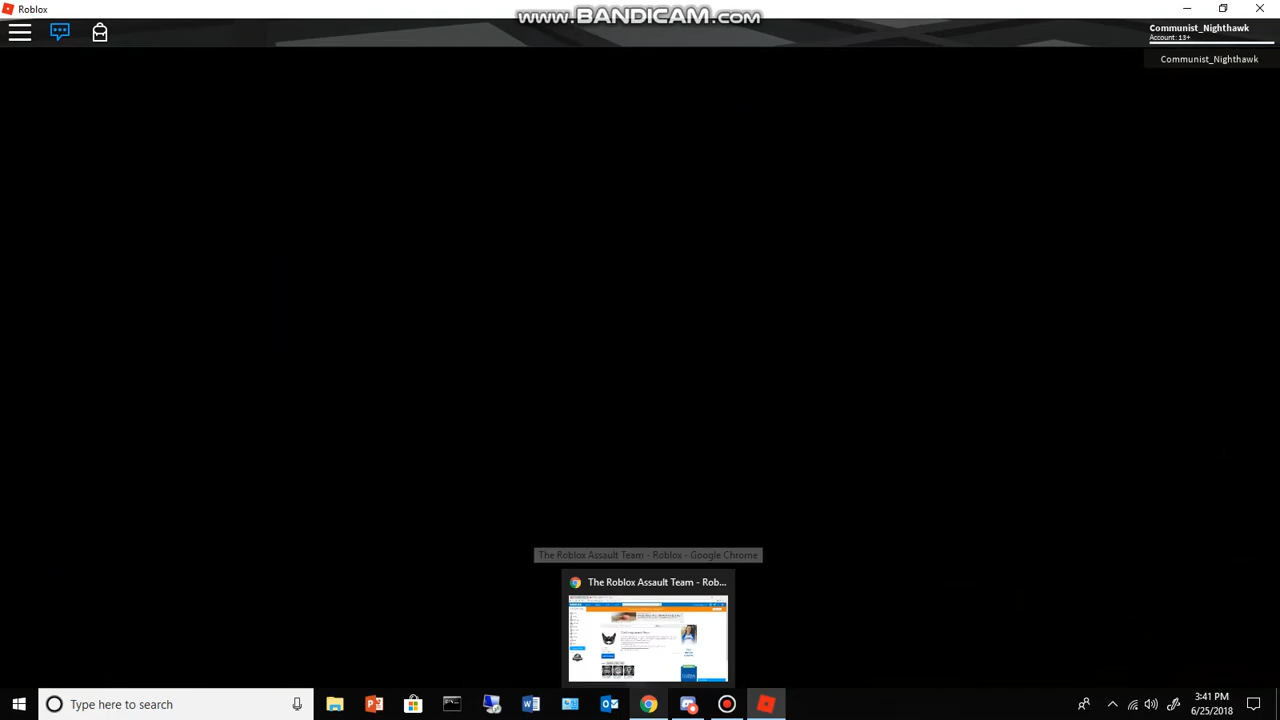 Roblox
www.BANDICAM.com
Communist_Nighthawk
Account: 13+
Communist_Nighthawk
The Roblox Assault Team - Roblox - Google Chrome
The Roblox Assault Team - Rob...
Type here to search
3:41 PM
6/25/2018